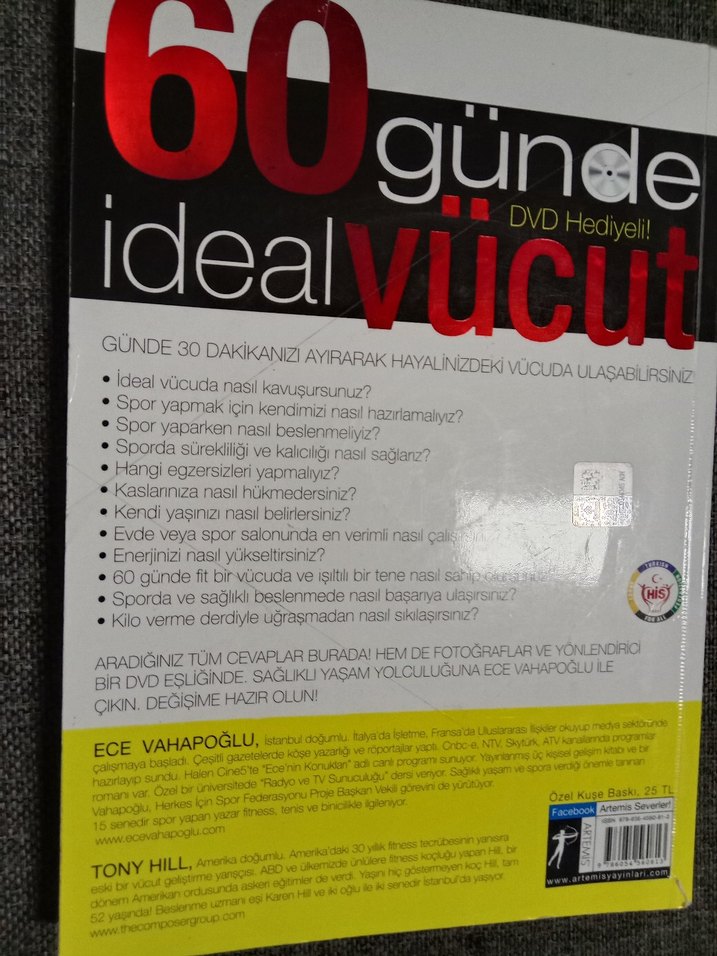 60 günde
DVD Hediyeli!
ideal vücut
GÜNDE 30 DAKİKANIZI AYIRARAK HAYALİNİZDEKİ VÜCUDA ULAŞABİLİRSİNİZ
• İdeal vücuda nasıl kavuşursunuz?
• Spor yapmak için kendimizi nasıl hazırlamalıyız?
• Spor yaparken nasıl beslenmeliyiz?
• Sporda sürekliliği ve kalıcılığı nasıl sağlarız?
• Hangi egzersizleri yapmalıyız?
• Kaslarınıza nasıl hükmedersiniz?
• Kendi yaşınızı nasıl belirlersiniz?
• Evde veya spor salonunda en verimli nasıl
• Enerjinizi nasıl yükseltirsiniz?
• 60 günde fit bir vücuda ve ışıltılı bir tene nasıl sahip olursunuz?
• Sporda ve sağlıklı beslenmede nasıl başarıya ulaşırsınız?
• Kilo verme derdiyle uğraşmadan nasıl sıkılaşırsınız?
TURKISH
HİS
FOR ALL
ARADIĞINIZ TÜM CEVAPLAR BURADA! HEM DE FOTOĞRAFLAR VE YÖNLENDİRİCİ
BİR DVD EŞLİĞİNDE. SAĞLIKLI YAŞAM YOLCULUĞUNA ECE VAHAPOĞLU İLE
ÇIKIN. DEĞİŞİME HAZIR OLUN!
ECE VAHAPOĞLU, İstanbul doğumlu. İtalya'da İşletme, Fransa'da Uluslararası İlişkiler okuyup medya sektöründe
çalışmaya başladı. Çeşitli gazetelerde köşe yazarlığı ve röportajlar yaptı. Cnbc-e, NTV, Skytürk, ATV kanallarında programlar
hazırlayıp sundu. Halen Cine5'te "Ece'nin Konukları" adlı canlı programı sunuyor. Yayınlanmış üç kişisel gelişim kitabı ve bir
romanı var. Özel bir üniversitede "Radyo ve TV Sunuculuğu" dersi veriyor. Sağlıklı yaşam ve spora verdiği önemle tanınan
Vahapoğlu, Herkes İçin Spor Federasyonu Proje Başkan Vekili görevini de yürütüyor.
15 senedir spor yapan yazar fitness, tenis ve binicilikle ilgileniyor.
www.ecevahapoglu.com
Özel Kuşe Baskı, 25 TL
Facebook Artemis Severler!
ARTEMİS
www.artemisyayinlari.com
TONY HILL, Amerika doğumlu. Amerika'daki 30 yıllık fitness tecrübesinin yanısıra
eski bir vücut geliştirme yarışçısı. ABD ve ülkemizde ünlülere fitness koçluğu yapan Hill, bir
dönem Amerikan ordusunda asken eğitimler de verdi. Yaşını hiç göstermeyen koç Hill, tam
52 yaşında! Beslenme uzmanı eşi Karen Hill ve iki oğlu ile iki senedir İstanbul'da yaşıyor.
www.thecomposergroup.com